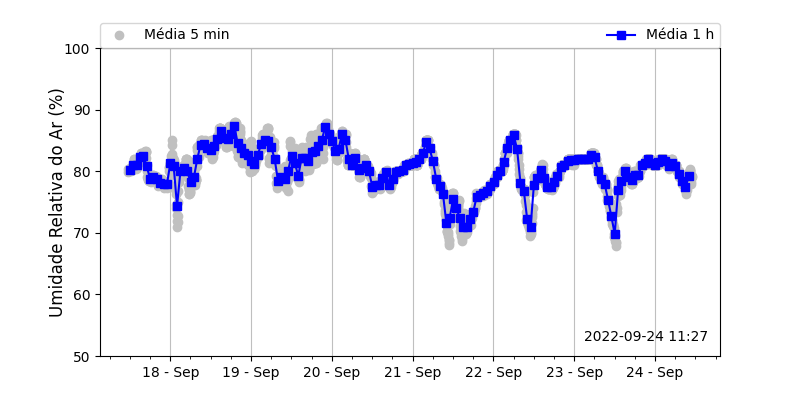 Média 5 min
Média 1 h
Umidade Relativa do Ar (%)
100
90
80
70
60
50
2022-09-24 11:27
18 - Sep
19 - Sep
20 - Sep
21 - Sep
22 - Sep
23 - Sep
24 - Sep